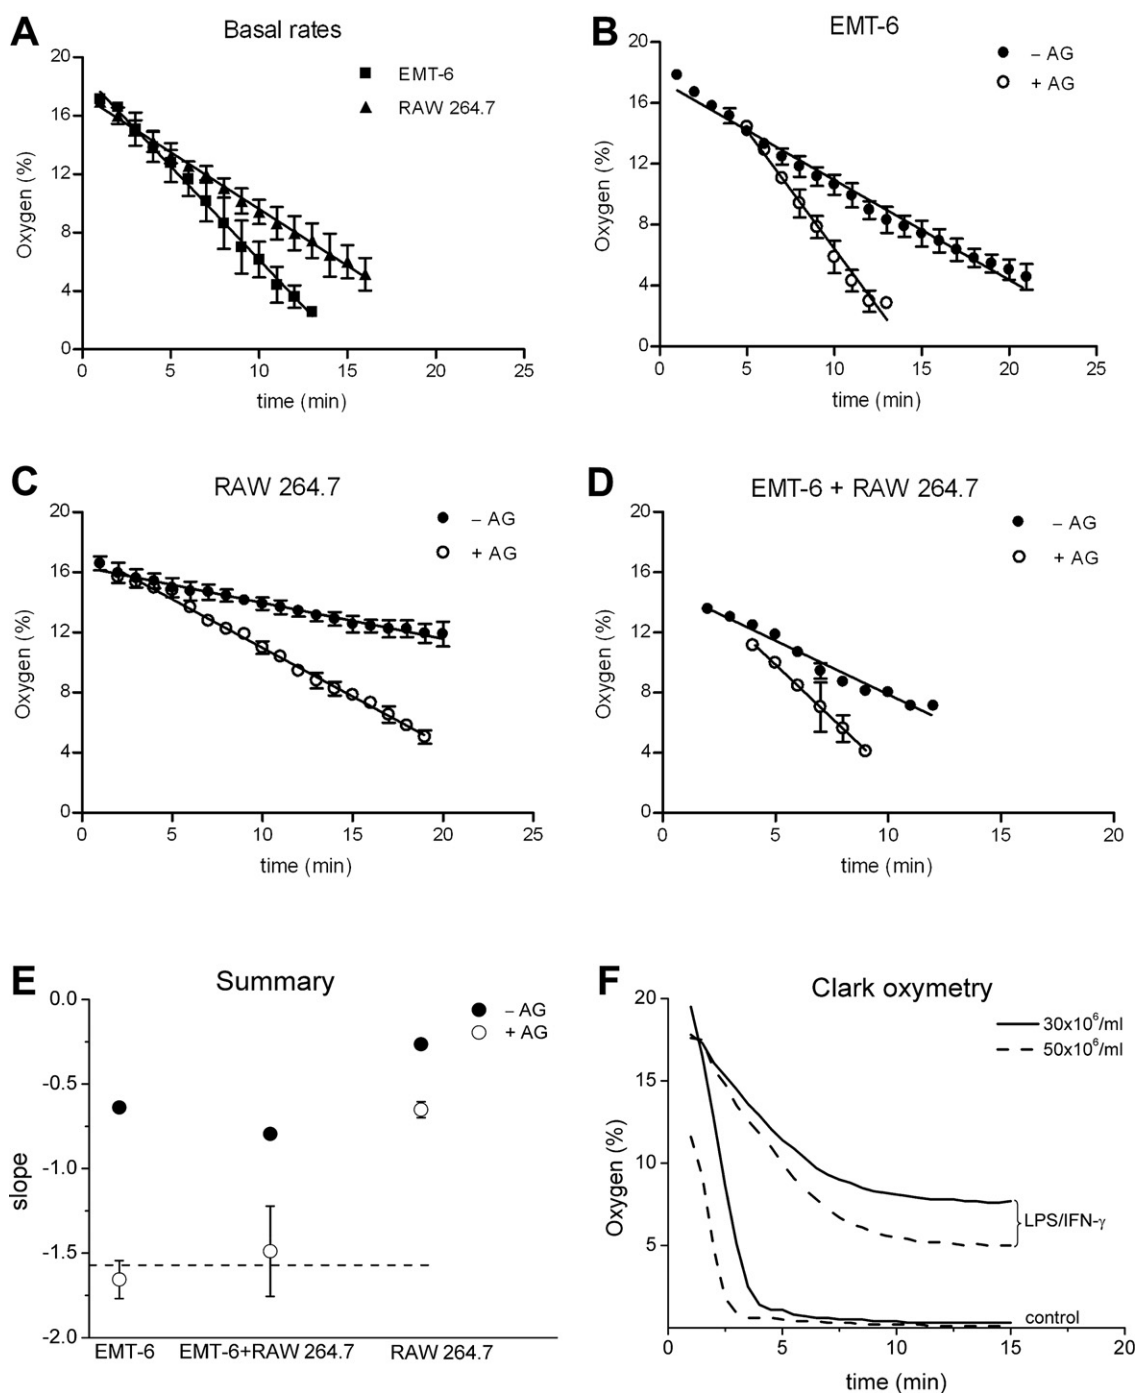 A
Basal rates
EMT-6
RAW 264.7
Oxygen (%)
20
16
12
8
4
0
0 5 10 15 20 25
time (min)
B
EMT-6
– AG
+ AG
Oxygen (%)
20
16
12
8
4
0
0 5 10 15 20 25
time (min)
C
RAW 264.7
– AG
+ AG
Oxygen (%)
20
16
12
8
4
0
0 5 10 15 20 25
time (min)
D
EMT-6 + RAW 264.7
– AG
+ AG
Oxygen (%)
20
16
12
8
4
0
0 5 10 15 20
time (min)
E
Summary
– AG
+ AG
slope
0.0
-0.5
-1.0
-1.5
-2.0
EMT-6 EMT-6+RAW 264.7 RAW 264.7
F
Clark oxymetry
30x10⁶/ml
50x10⁶/ml
Oxygen (%)
20
15
10
5
LPS/IFN-γ
control
0 5 10 15 20
time (min)